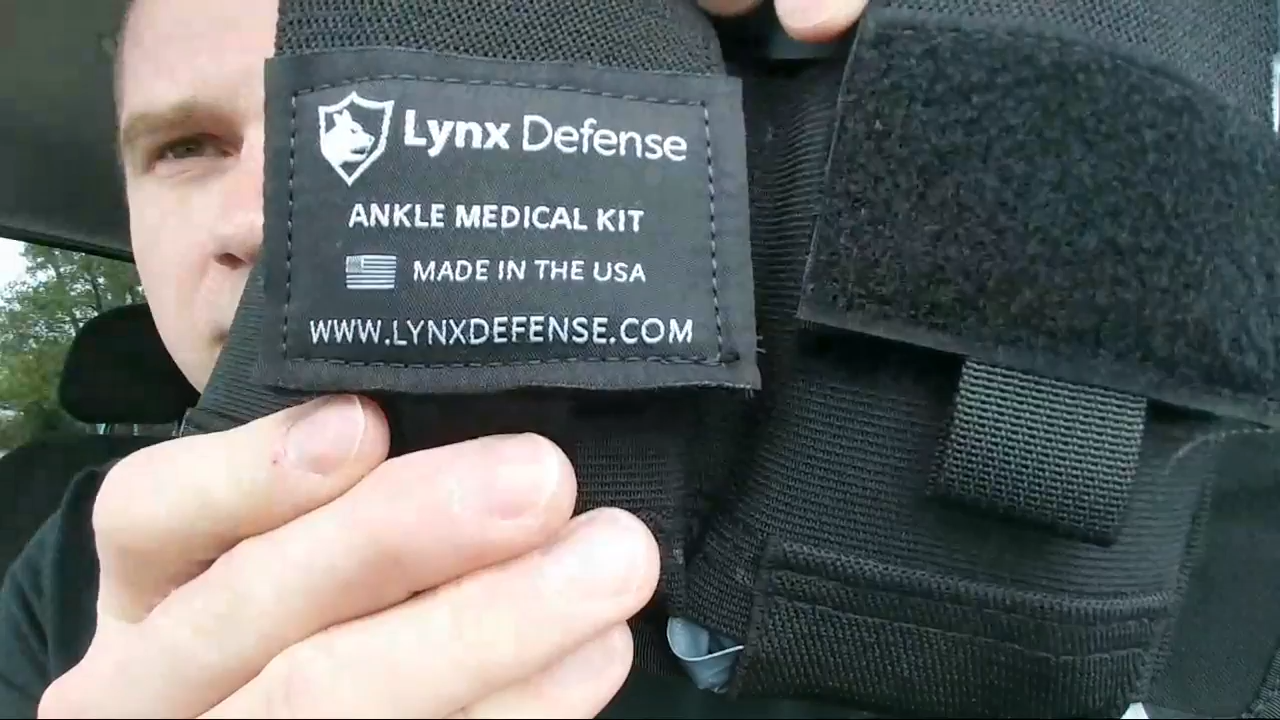 Lynx Defense
ANKLE MEDICAL KIT
MADE IN THE USA
WWW.LYNXDEFENSE.COM